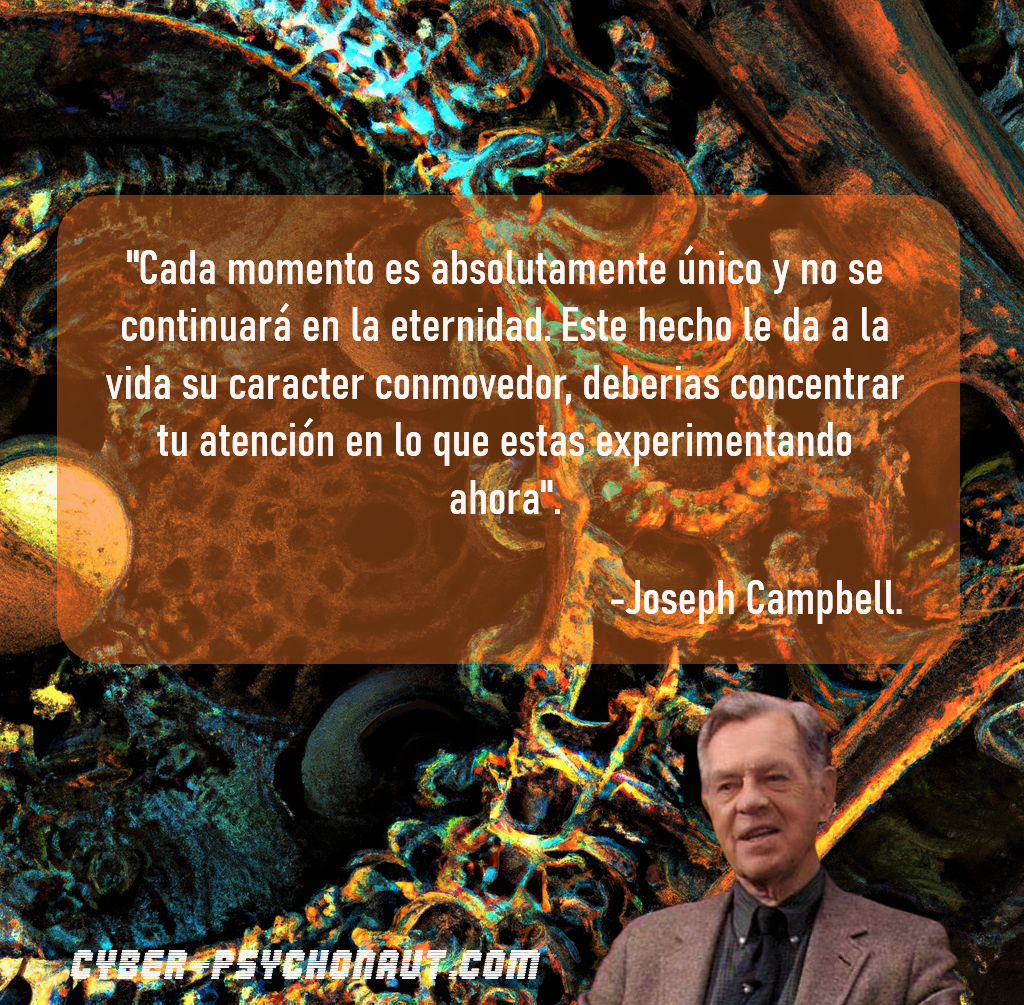 "Cada momento es absolutamente único y no se
continuará en la eternidad. Este hecho le da a la
vida su caracter conmovedor, deberias concentrar
tu atención en lo que estas experimentando
ahora".
-Joseph Campbell.
CYBER-PSYCHONAUT.COM